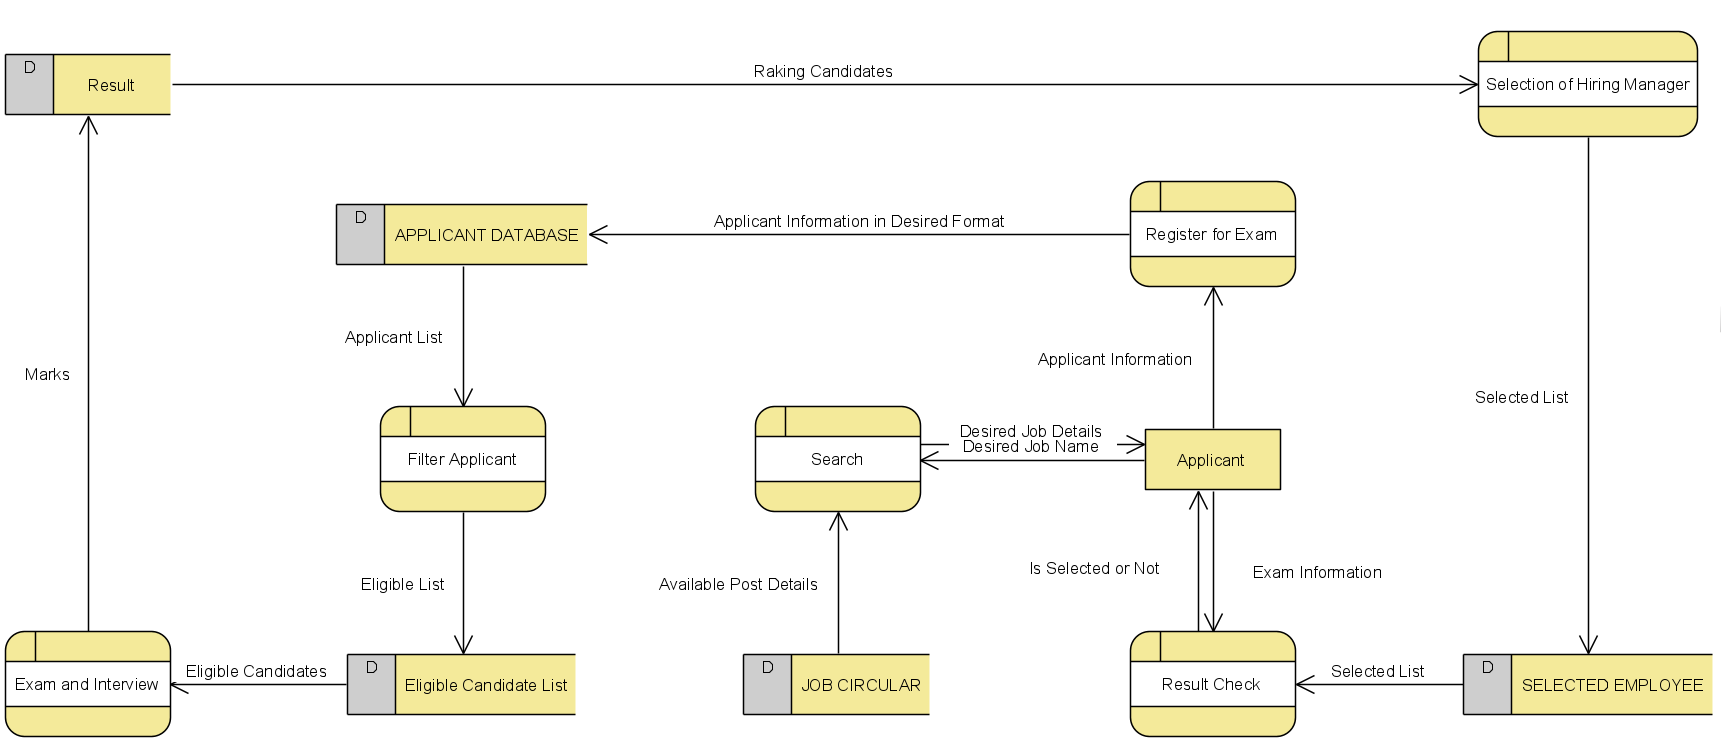 D
Result
Raking Candidates
Selection of Hiring Manager
D
APPLICANT DATABASE
Applicant Information in Desired Format
Register for Exam
Applicant List
Applicant Information
Marks
Selected List
Filter Applicant
Search
Desired Job Details
Desired Job Name
Applicant
Eligible List
Available Post Details
Is Selected or Not
Exam Information
Exam and Interview
Eligible Candidates
D
Eligible Candidate List
D
JOB CIRCULAR
Result Check
Selected List
D
SELECTED EMPLOYEE